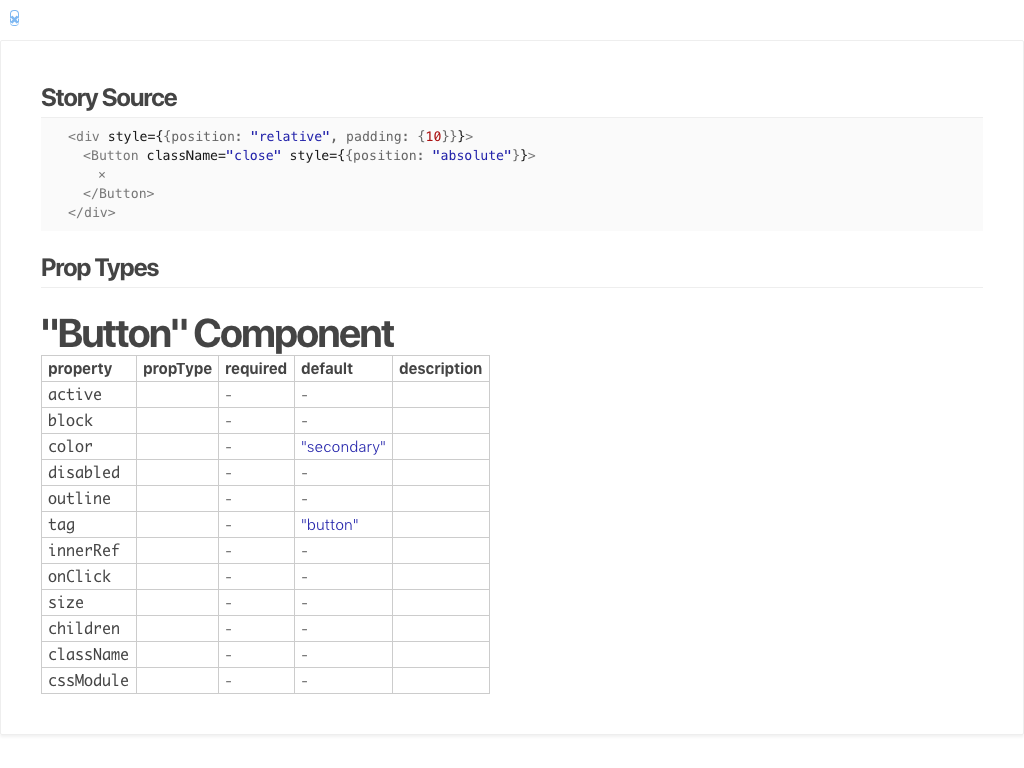 ×
Story Source
<div style={{position: "relative", padding: {10}}}>
<Button className="close" style={{position: "absolute"}}>
×
</Button>
</div>
Prop Types
"Button" Component
property propType required default description
active - -
block - -
color - "secondary"
disabled - -
outline - -
tag - "button"
innerRef - -
onClick - -
size - -
children - -
className - -
cssModule - -